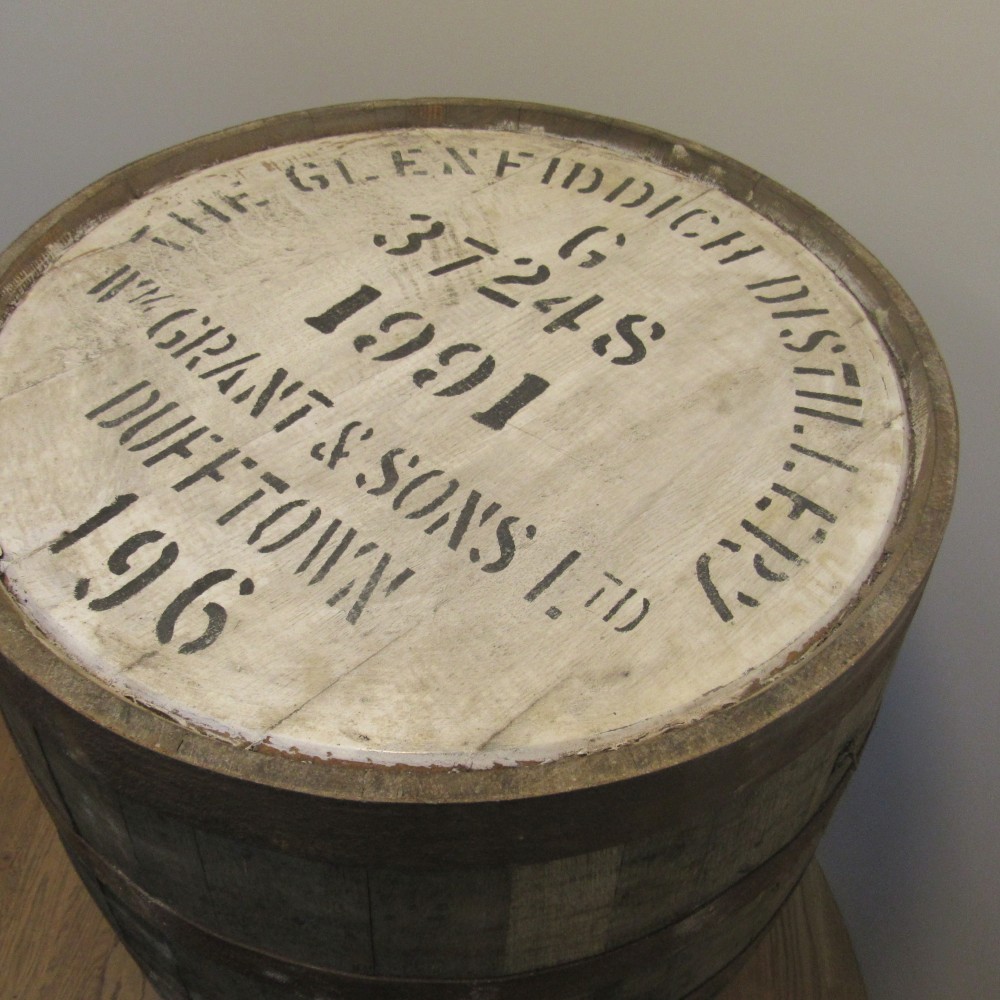 THE GLENFIDDICH DISTILLERY
G
37248
1991
Wm GRANT & SONS LTD
DUFFTOWN
196